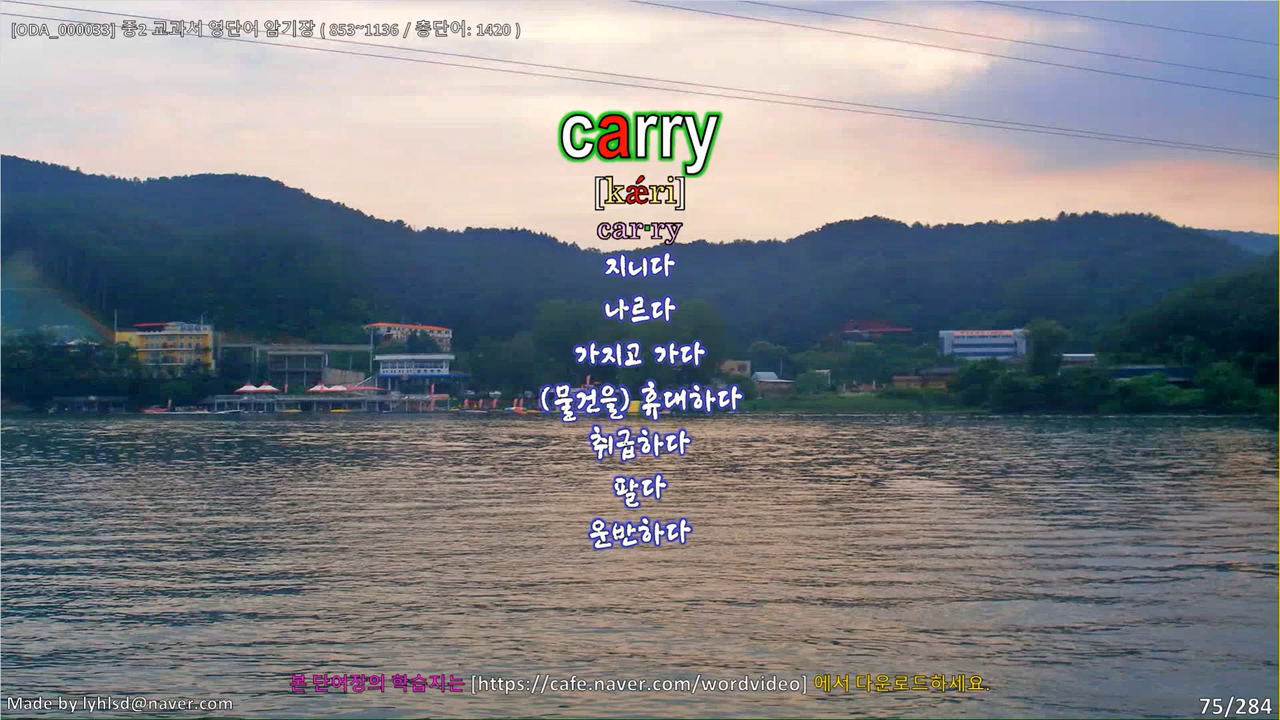 [ODA_000033] 중2 교과서 영단어 암기장 ( 853~1136 / 총단어: 1420 )
carry
[kǽri]
car·ry
지니다
나르다
가지고 가다
(물건을) 휴대하다
취급하다
팔다
운반하다
본 단어장의 학습지는 [https://cafe.naver.com/wordvideo] 에서 다운로드하세요.
Made by lyhlsd@naver.com
75/284